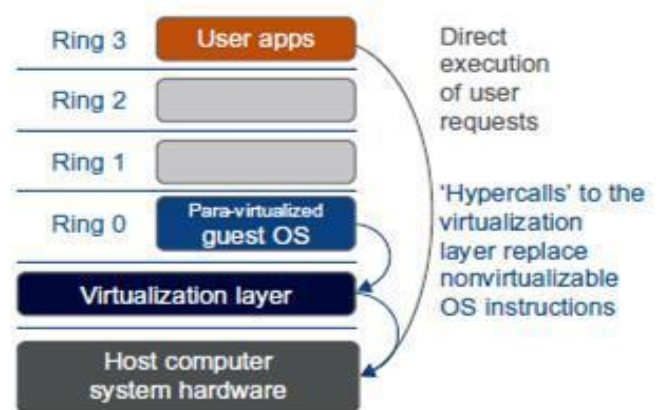 Ring 3
User apps
Direct
execution
of user
requests
Ring 2
Ring 1
Ring 0
Para-virtualized
guest OS
'Hypercalls' to the
virtualization
layer replace
nonvirtualizable
OS instructions
Virtualization layer
Host computer
system hardware